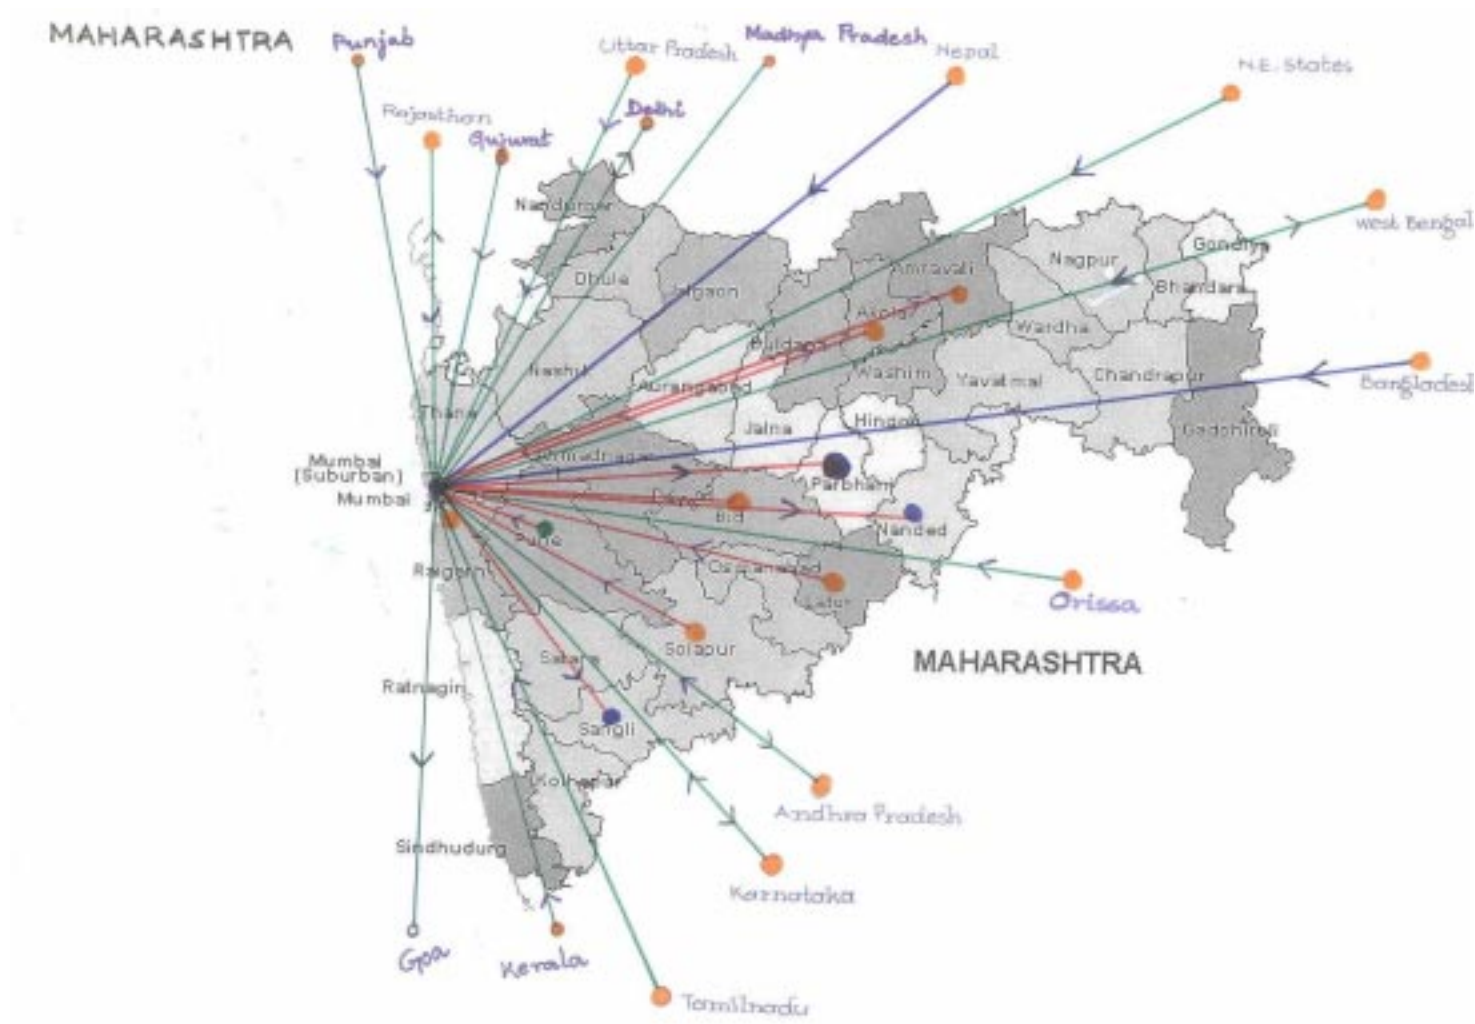 MAHARASHTRA
Punjab
Uttar Pradesh
Madhya Pradesh
Nepal
N.E. States
Rajasthan
Gujurat
Delhi
Nandurbar
West Bengal
Gondiya
Nagpur
Amravati
Dhule
Jalgaon
Bhandara
Akola
Wardha
Buldana
Nashik
Aurangabad
Washim
Yavatmal
Chandrapur
Bangladesh
Thane
Jalna
Hingoli
Gadchiroli
Ahmadnagar
Mumbai
(Suburban)
Mumbai
Parbhani
Bid
Nanded
Pune
Raigarh
Osmanabad
Latur
Orissa
Satara
Solapur
MAHARASHTRA
Ratnagiri
Sangli
Kolhapur
Andhra Pradesh
Sindhudurg
Karnataka
Goa
Kerala
Tamilnadu